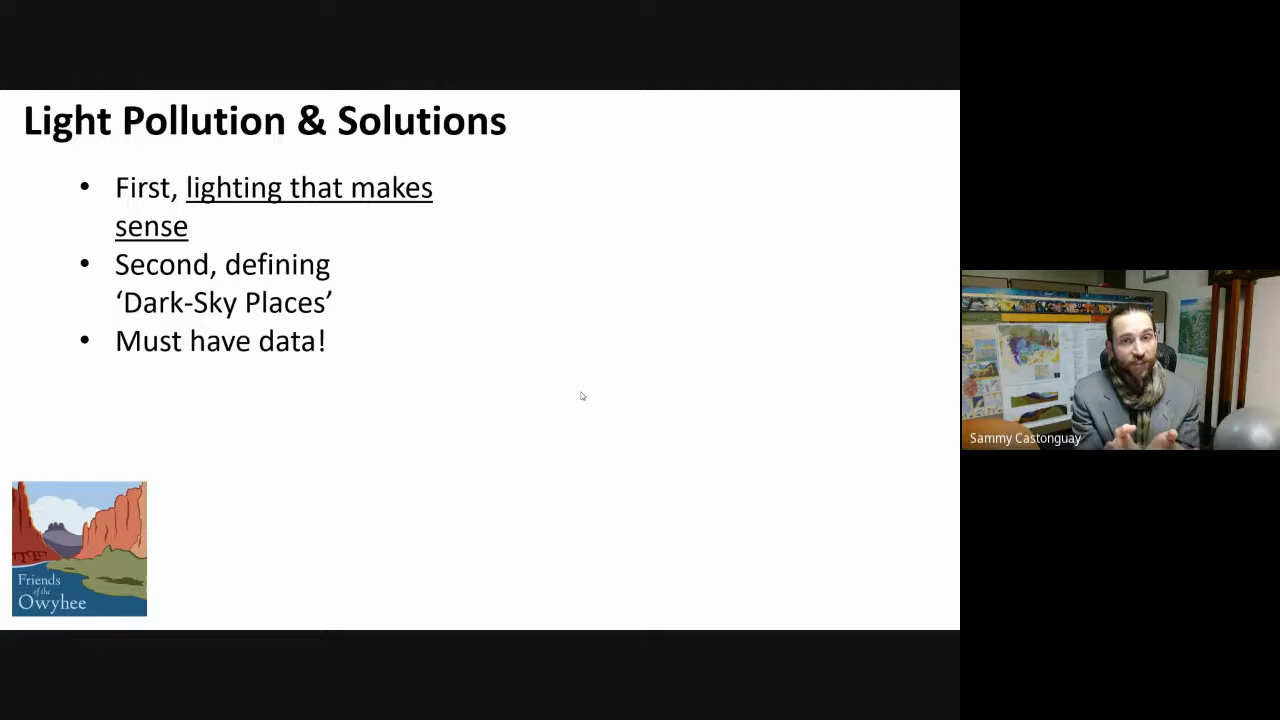 Light Pollution & Solutions
• First, lighting that makes
sense
• Second, defining
‘Dark-Sky Places’
• Must have data!
Friends
of the
Owyhee
Sammy Castonguay